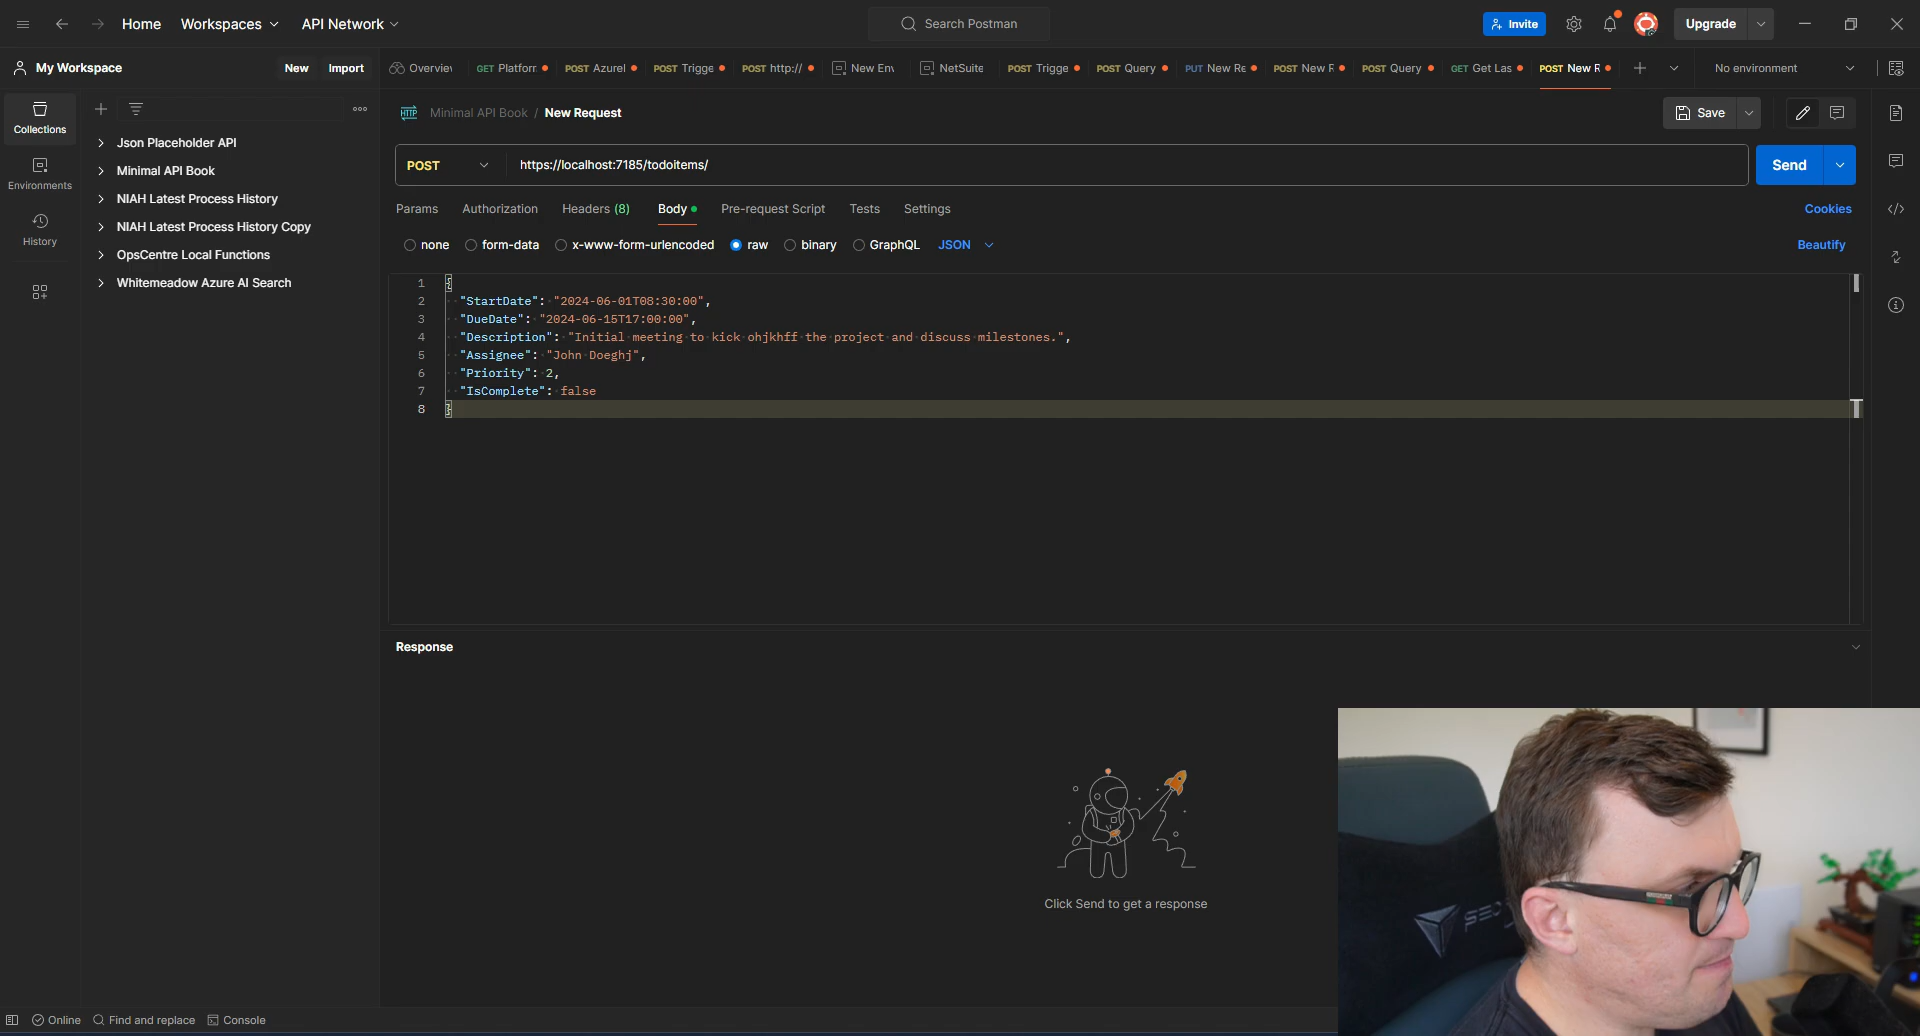 Home Workspaces API Network Search Postman Invite Upgrade
My Workspace New Import Overview GET Platforr POST Azurel POST Trigge POST http:// New Env NetSuite POST Trigge POST Query PUT New Re POST New R POST Query GET Get Las POST New R No environment
HTTP Minimal API Book / New Request Save
Collections
Environments
History
Json Placeholder API
Minimal API Book
NIAH Latest Process History
NIAH Latest Process History Copy
OpsCentre Local Functions
Whitemeadow Azure AI Search
POST https://localhost:7185/todoitems/ Send
Params Authorization Headers (8) Body Pre-request Script Tests Settings Cookies
none form-data x-www-form-urlencoded raw binary GraphQL JSON Beautify
1 {
2 "StartDate": "2024-06-01T08:30:00",
3 "DueDate": "2024-06-15T17:00:00",
4 "Description": "Initial meeting to kick ohjkhff the project and discuss milestones.",
5 "Assignee": "John Doeghj",
6 "Priority": 2,
7 "IsComplete": false
8 }
Response
Click Send to get a response
Online Find and replace Console